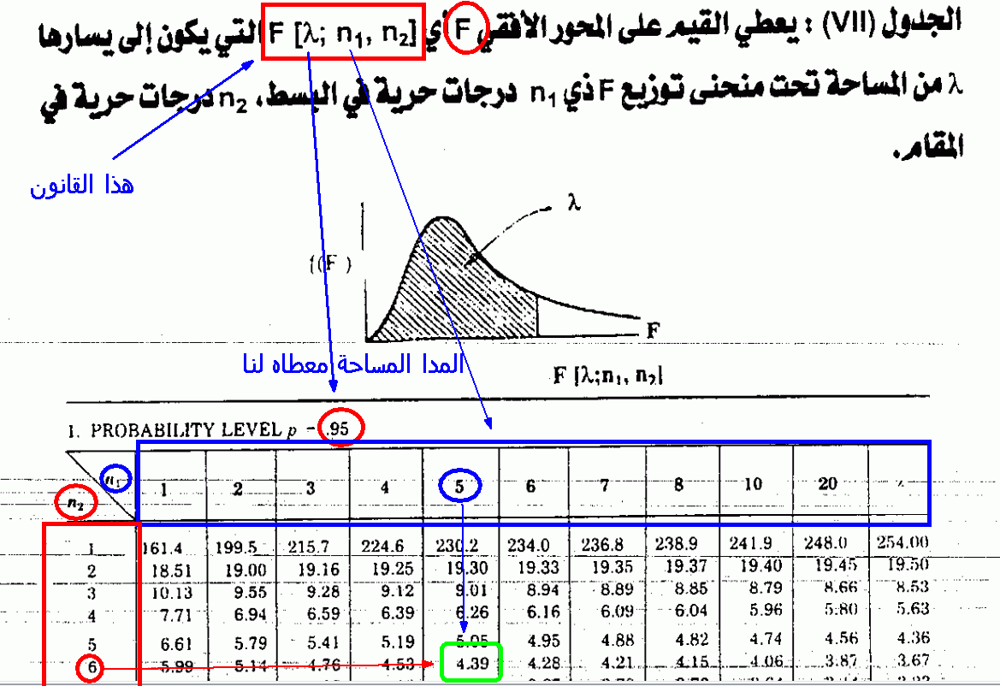 الجدول (VII) : يعطي القيم على المحور الأفقي F أي F [λ; n₁, n₂] التي يكون إلى يسارها
λ من المساحة تحت منحنى توزيع F ذي n₁ درجات حرية في البسط، n₂ درجات حرية في
المقام.
هذا القانون
λ
F
المدا المساحة معطاه لنا
F [λ;n₁, n₂]
1. PROBABILITY LEVEL p = .95
n₁
n₂
1 2 3 4 5 6 7 8 10 20
1 161.4 199.5 215.7 224.6 230.2 234.0 236.8 238.9 241.9 248.0 254.00
2 18.51 19.00 19.16 19.25 19.30 19.33 19.35 19.37 19.40 19.45 19.50
3 10.13 9.55 9.28 9.12 9.01 8.94 8.89 8.85 8.79 8.66 8.53
4 7.71 6.94 6.59 6.39 6.26 6.16 6.09 6.04 5.96 5.80 5.63
5 6.61 5.79 5.41 5.19 5.05 4.95 4.88 4.82 4.74 4.56 4.36
6 5.99 5.14 4.76 4.53 4.39 4.28 4.21 4.15 4.06 3.87 3.67